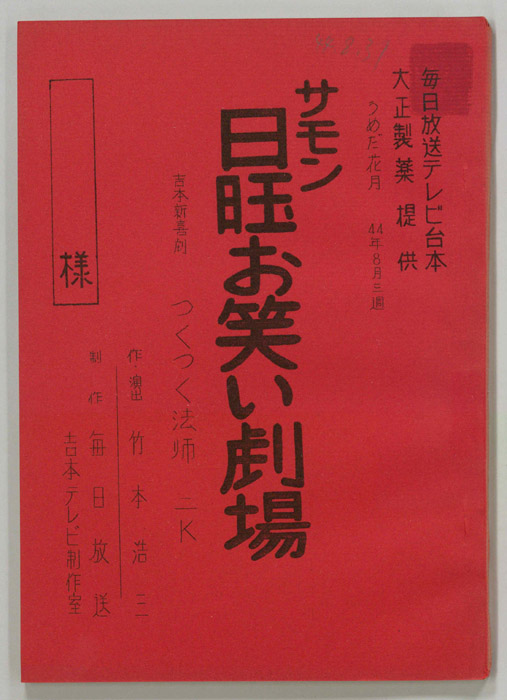 毎日放送テレビ台本
大正製薬提供
うめだ花月 44年8月三週
サモン
日旺お笑い劇場
吉本新喜劇
つくつく法師 二K
作・演出 竹本浩三
制作 毎日放送
吉本テレビ制作室
様